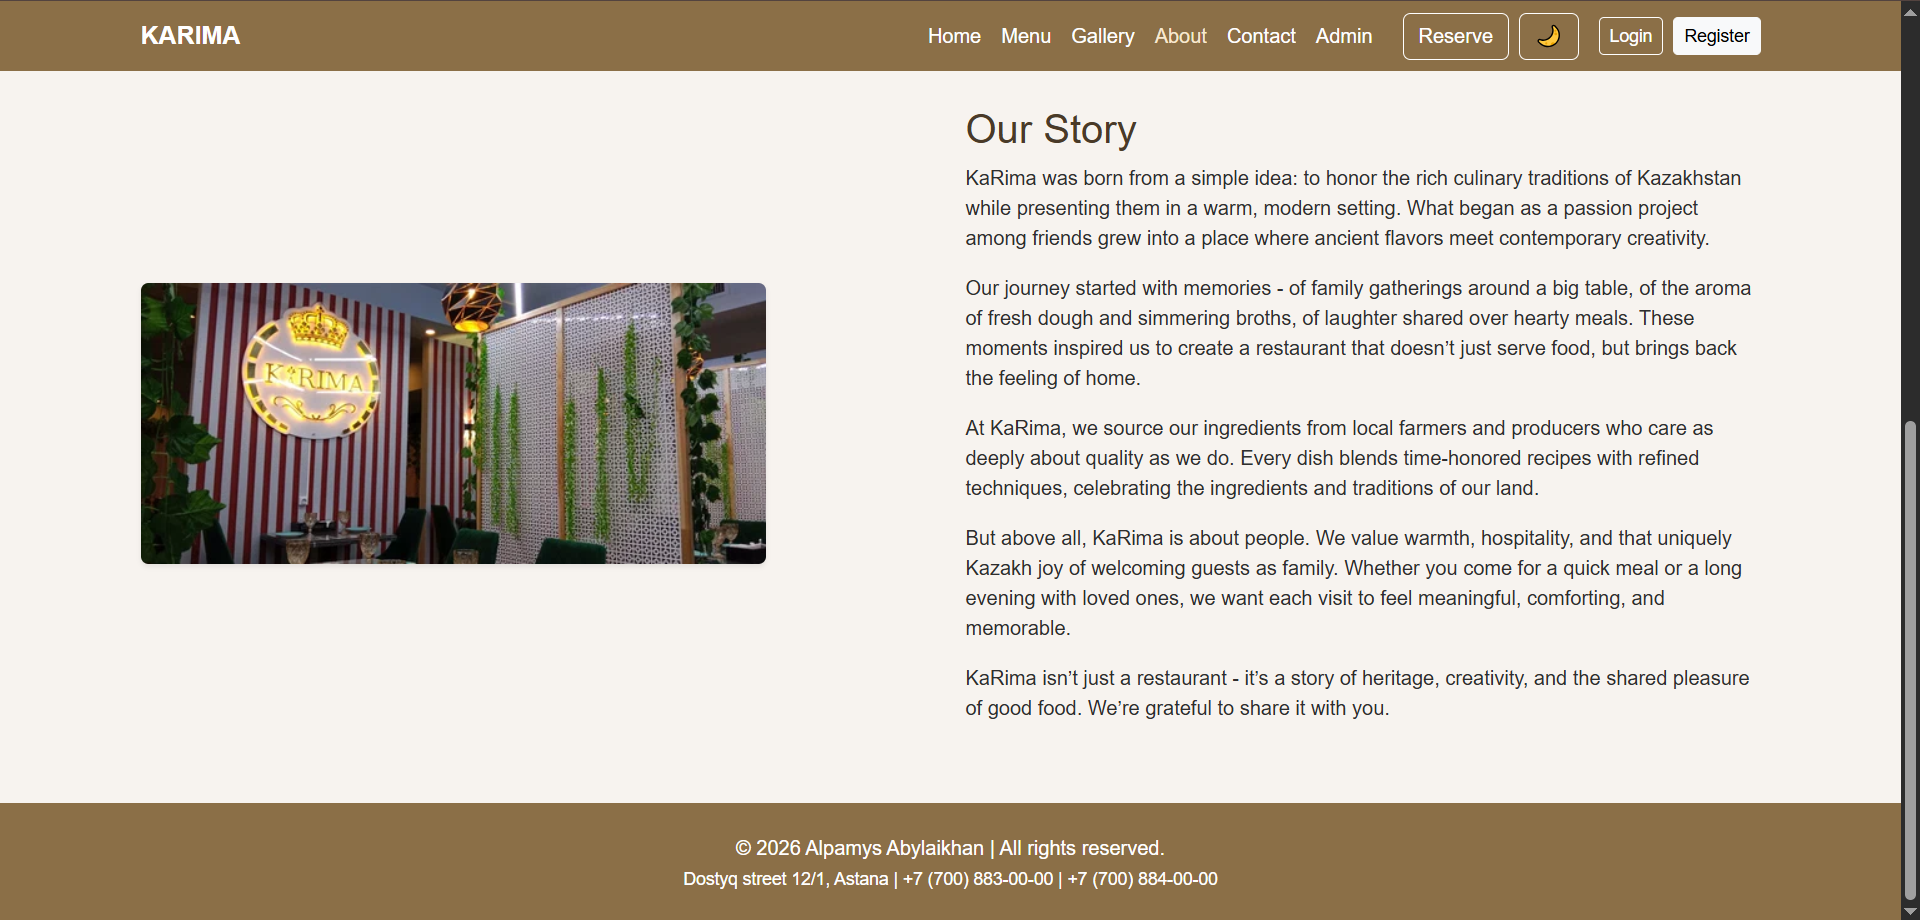 KARIMA
Home Menu Gallery About Contact Admin Reserve Login Register
Our Story
KaRima was born from a simple idea: to honor the rich culinary traditions of Kazakhstan
while presenting them in a warm, modern setting. What began as a passion project
among friends grew into a place where ancient flavors meet contemporary creativity.
Our journey started with memories - of family gatherings around a big table, of the aroma
of fresh dough and simmering broths, of laughter shared over hearty meals. These
moments inspired us to create a restaurant that doesn’t just serve food, but brings back
the feeling of home.
At KaRima, we source our ingredients from local farmers and producers who care as
deeply about quality as we do. Every dish blends time-honored recipes with refined
techniques, celebrating the ingredients and traditions of our land.
But above all, KaRima is about people. We value warmth, hospitality, and that uniquely
Kazakh joy of welcoming guests as family. Whether you come for a quick meal or a long
evening with loved ones, we want each visit to feel meaningful, comforting, and
memorable.
KaRima isn’t just a restaurant - it’s a story of heritage, creativity, and the shared pleasure
of good food. We’re grateful to share it with you.
KARIMA
© 2026 Alpamys Abylaikhan | All rights reserved.
Dostyq street 12/1, Astana | +7 (700) 883-00-00 | +7 (700) 884-00-00